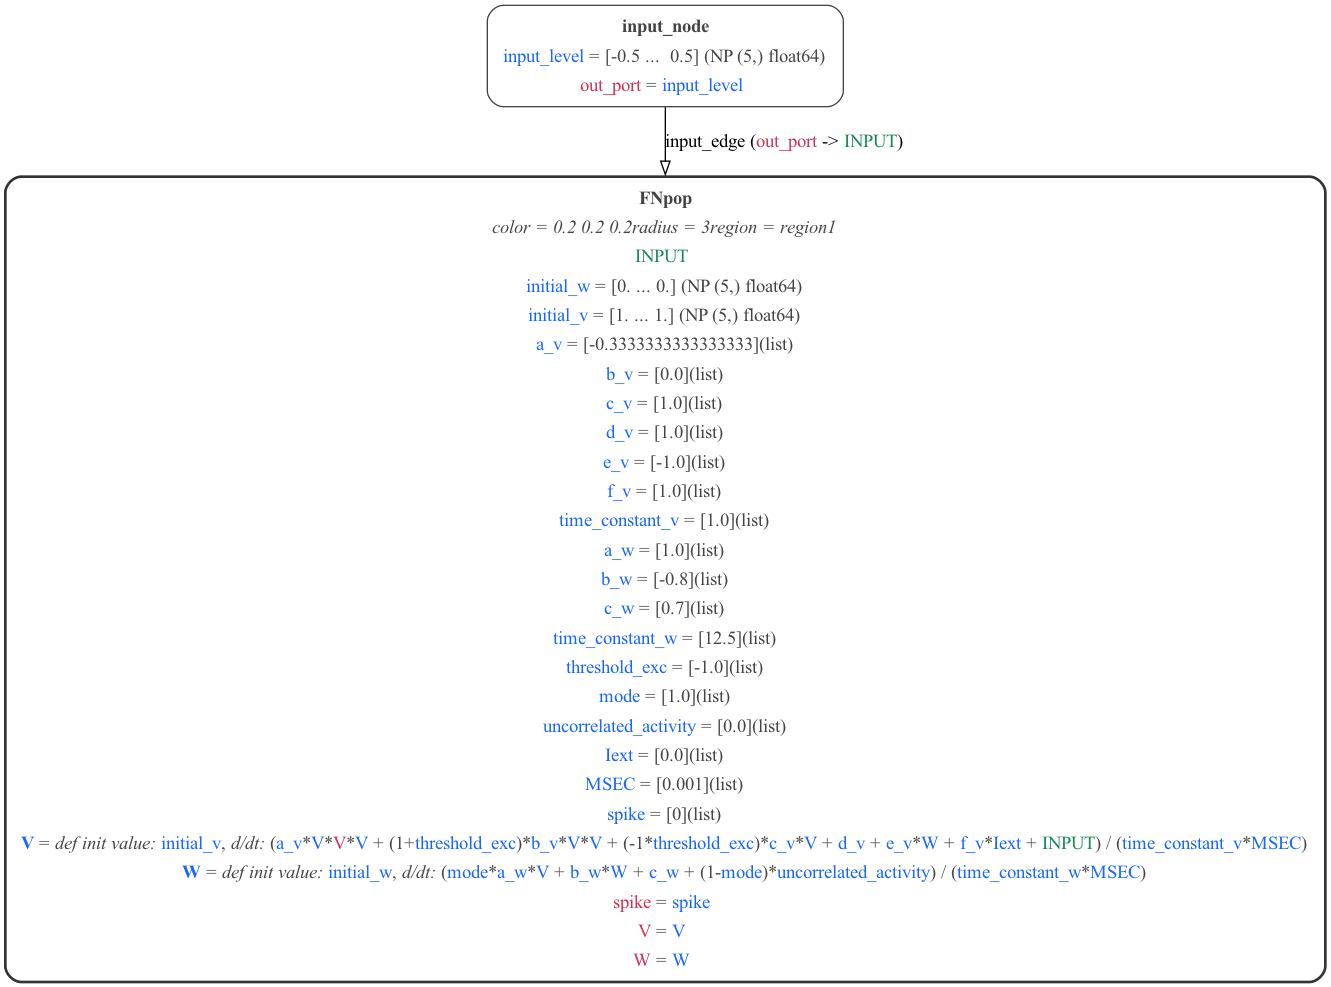 input_node
input_level = [-0.5 ...  0.5] (NP (5,) float64)
out_port = input_level
input_edge (out_port -> INPUT)
FNpop
color = 0.2 0.2 0.2radius = 3region = region1
INPUT
initial_w = [0. ... 0.] (NP (5,) float64)
initial_v = [1. ... 1.] (NP (5,) float64)
a_v = [-0.3333333333333333](list)
b_v = [0.0](list)
c_v = [1.0](list)
d_v = [1.0](list)
e_v = [-1.0](list)
f_v = [1.0](list)
time_constant_v = [1.0](list)
a_w = [1.0](list)
b_w = [-0.8](list)
c_w = [0.7](list)
time_constant_w = [12.5](list)
threshold_exc = [-1.0](list)
mode = [1.0](list)
uncorrelated_activity = [0.0](list)
Iext = [0.0](list)
MSEC = [0.001](list)
spike = [0](list)
V = def init value: initial_v, d/dt: (a_v*V*V*V + (1+threshold_exc)*b_v*V*V + (-1*threshold_exc)*c_v*V + d_v + e_v*W + f_v*Iext + INPUT) / (time_constant_v*MSEC)
W = def init value: initial_w, d/dt: (mode*a_w*V + b_w*W + c_w + (1-mode)*uncorrelated_activity) / (time_constant_w*MSEC)
spike = spike
V = V
W = W